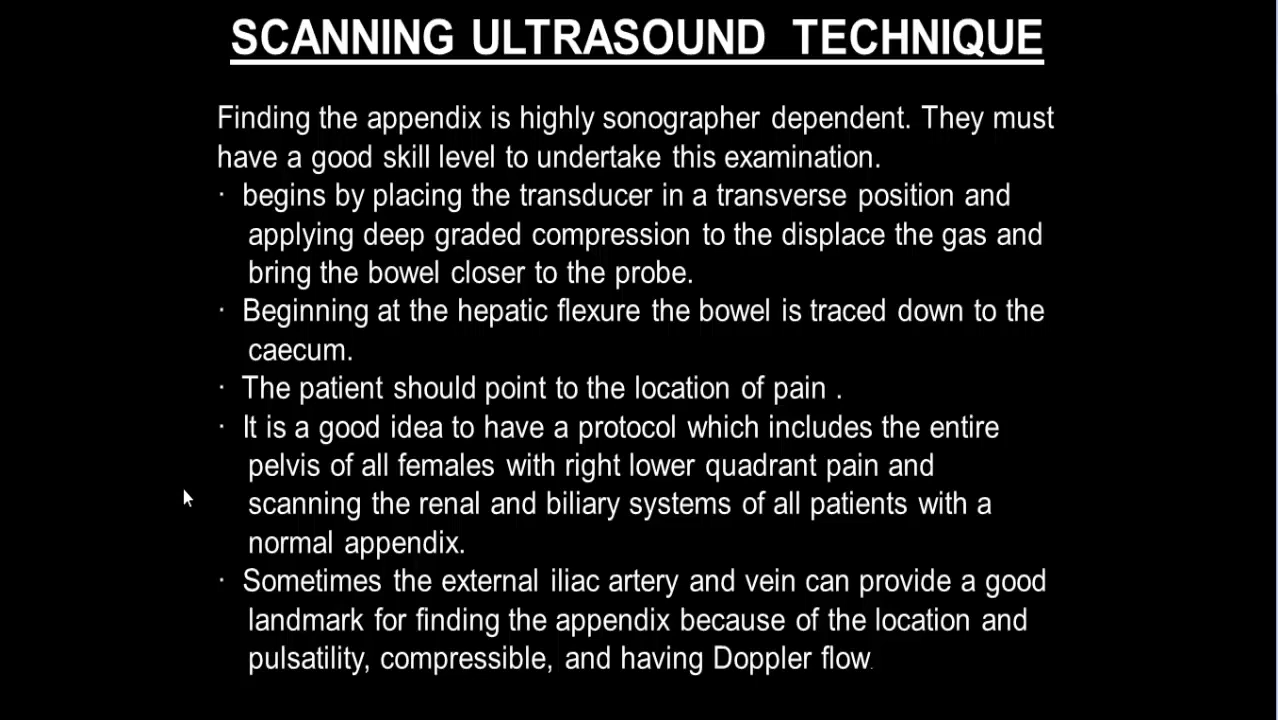 SCANNING ULTRASOUND TECHNIQUE
Finding the appendix is highly sonographer dependent. They must
have a good skill level to undertake this examination.
· begins by placing the transducer in a transverse position and
applying deep graded compression to the displace the gas and
bring the bowel closer to the probe.
· Beginning at the hepatic flexure the bowel is traced down to the
caecum.
· The patient should point to the location of pain .
· It is a good idea to have a protocol which includes the entire
pelvis of all females with right lower quadrant pain and
scanning the renal and biliary systems of all patients with a
normal appendix.
· Sometimes the external iliac artery and vein can provide a good
landmark for finding the appendix because of the location and
pulsatility, compressible, and having Doppler flow.